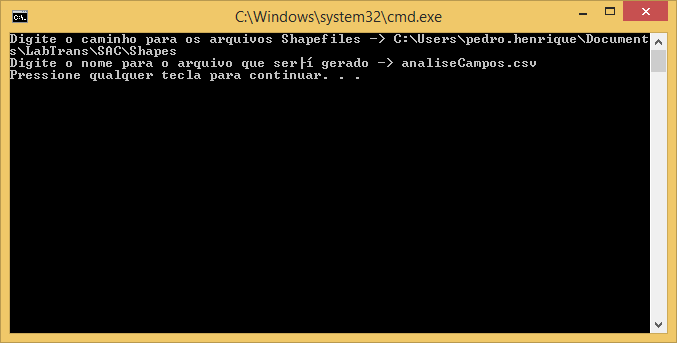 C:\Windows\system32\cmd.exe
Digite o caminho para os arquivos Shapefiles -> C:\Users\pedro.henrique\Document
s\LabTrans\SAC\Shapes
Digite o nome para o arquivo que ser├í gerado -> analiseCampos.csv
Pressione qualquer tecla para continuar. . .